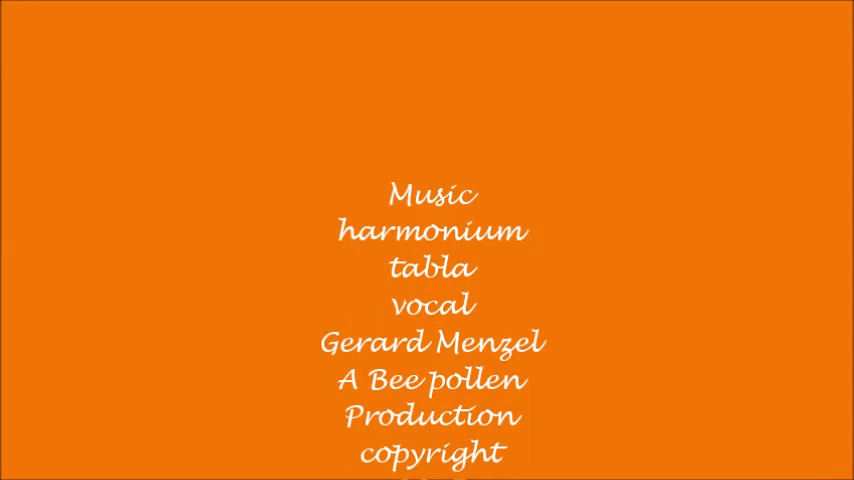 Music
harmonium
tabla
vocal
Gerard Menzel
A Bee pollen
Production
copyright